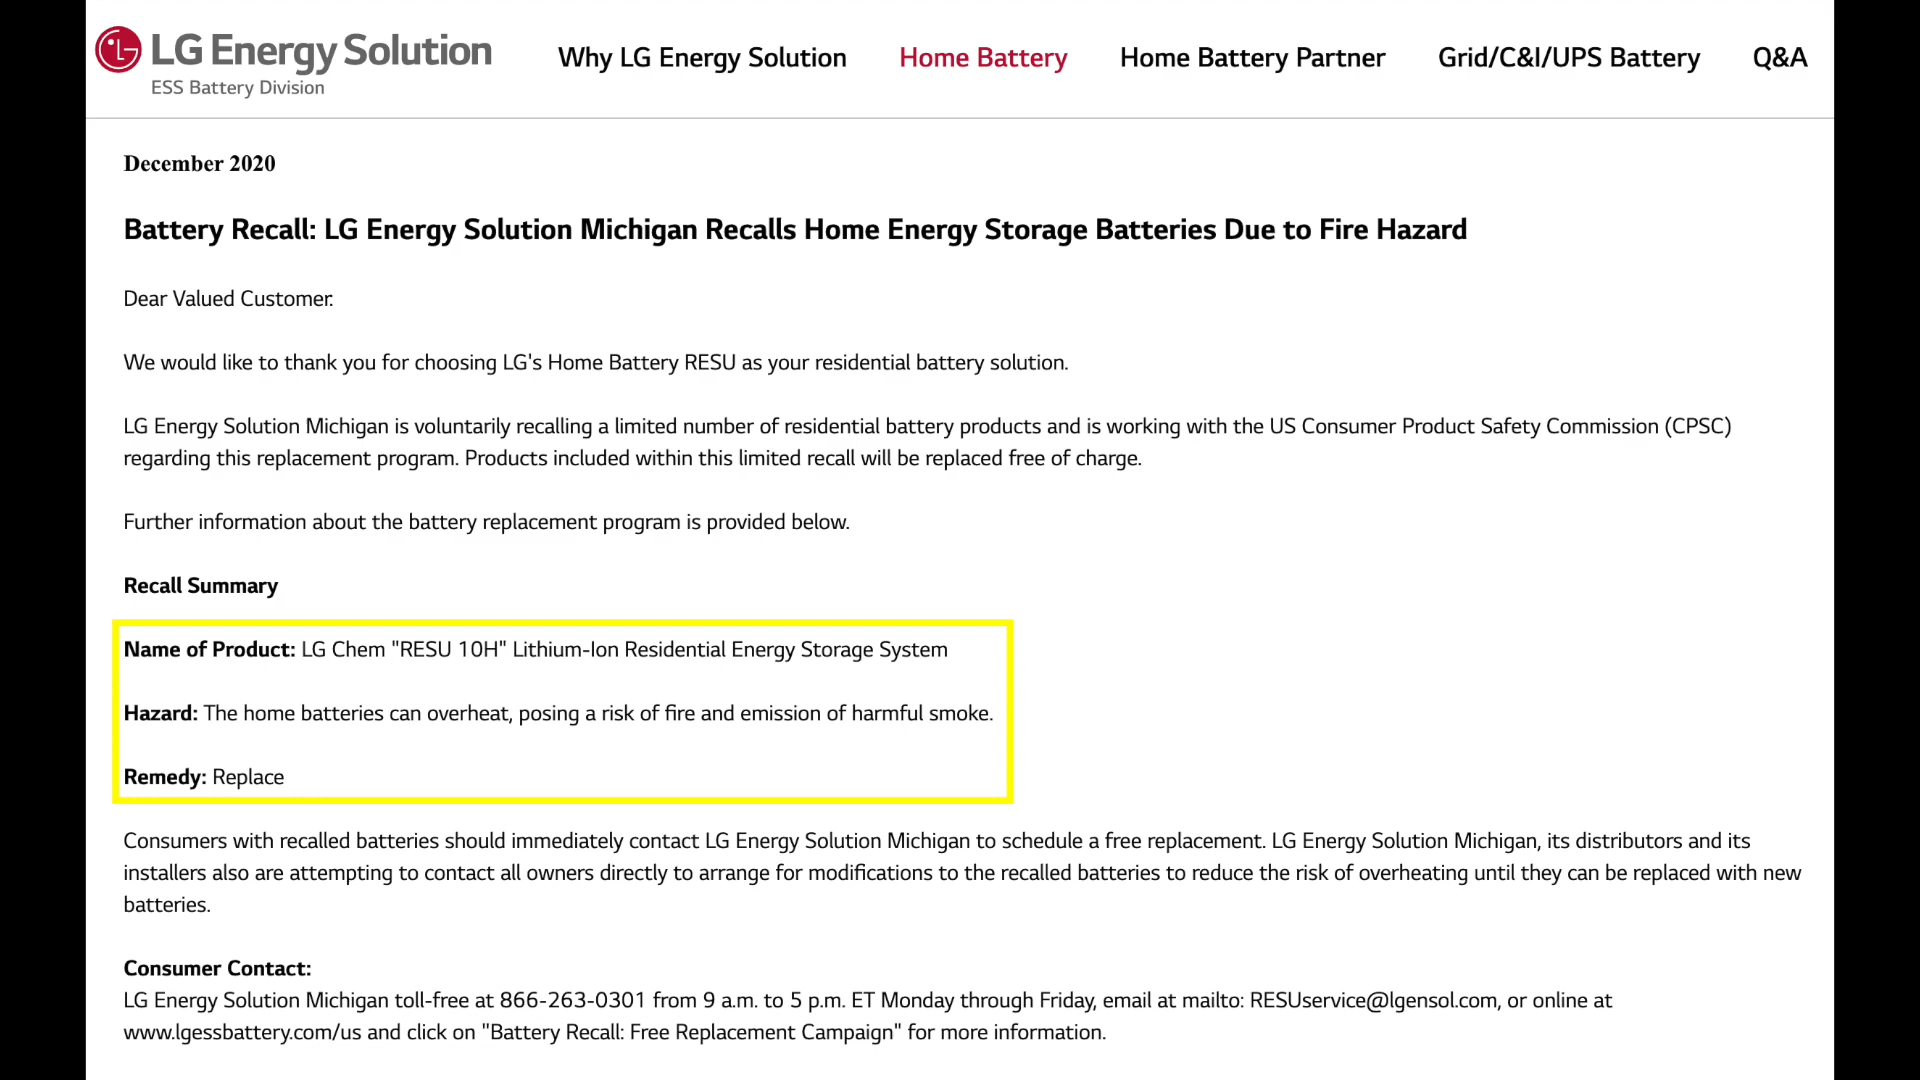 LG Energy Solution
ESS Battery Division
Why LG Energy Solution Home Battery Home Battery Partner Grid/C&I/UPS Battery Q&A
December 2020
Battery Recall: LG Energy Solution Michigan Recalls Home Energy Storage Batteries Due to Fire Hazard
Dear Valued Customer:
We would like to thank you for choosing LG's Home Battery RESU as your residential battery solution.
LG Energy Solution Michigan is voluntarily recalling a limited number of residential battery products and is working with the US Consumer Product Safety Commission (CPSC)
regarding this replacement program. Products included within this limited recall will be replaced free of charge.
Further information about the battery replacement program is provided below.
Recall Summary
Name of Product: LG Chem "RESU 10H" Lithium-Ion Residential Energy Storage System
Hazard: The home batteries can overheat, posing a risk of fire and emission of harmful smoke.
Remedy: Replace
Consumers with recalled batteries should immediately contact LG Energy Solution Michigan to schedule a free replacement. LG Energy Solution Michigan, its distributors and its
installers also are attempting to contact all owners directly to arrange for modifications to the recalled batteries to reduce the risk of overheating until they can be replaced with new
batteries.
Consumer Contact:
LG Energy Solution Michigan toll-free at 866-263-0301 from 9 a.m. to 5 p.m. ET Monday through Friday, email at mailto: RESUservice@lgensol.com, or online at
www.lgessbattery.com/us and click on "Battery Recall: Free Replacement Campaign" for more information.